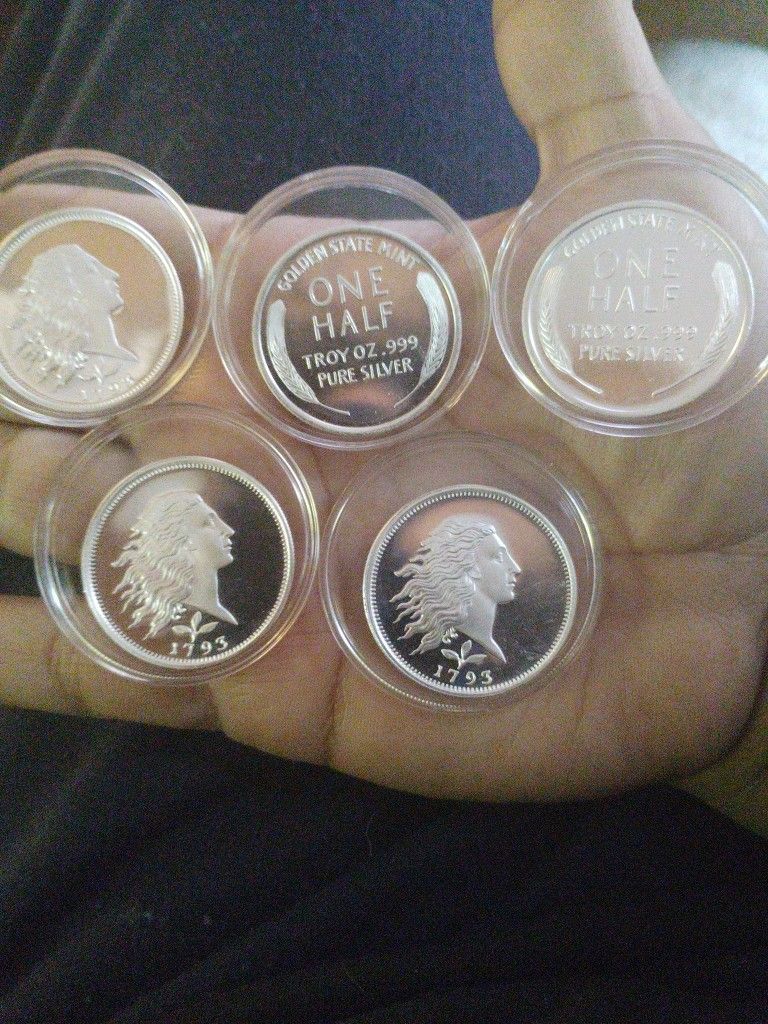 1793
GOLDEN STATE MINT
ONE
HALF
TROY OZ .999
PURE SILVER
GOLDEN STATE MINT
ONE
HALF
TROY OZ .999
PURE SILVER
1793
1793